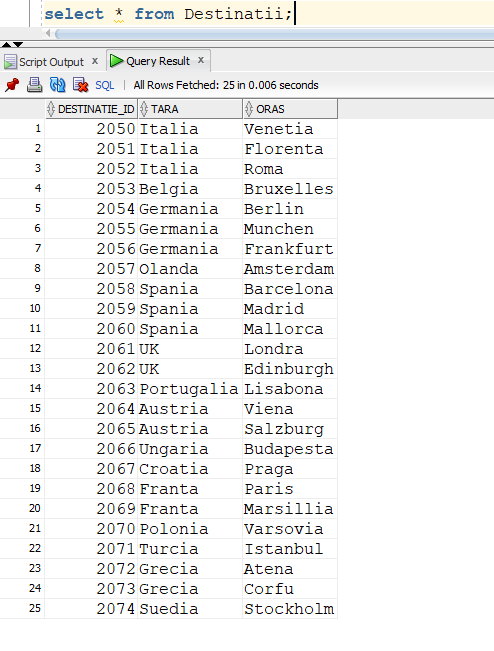 select * from Destinatii;
Script Output x Query Result x
SQL | All Rows Fetched: 25 in 0.006 seconds
DESTINATIE_ID TARA ORAS
1 2050 Italia Venetia
2 2051 Italia Florenta
3 2052 Italia Roma
4 2053 Belgia Bruxelles
5 2054 Germania Berlin
6 2055 Germania Munchen
7 2056 Germania Frankfurt
8 2057 Olanda Amsterdam
9 2058 Spania Barcelona
10 2059 Spania Madrid
11 2060 Spania Mallorca
12 2061 UK Londra
13 2062 UK Edinburgh
14 2063 Portugalia Lisabona
15 2064 Austria Viena
16 2065 Austria Salzburg
17 2066 Ungaria Budapesta
18 2067 Croatia Praga
19 2068 Franta Paris
20 2069 Franta Marsillia
21 2070 Polonia Varsovia
22 2071 Turcia Istanbul
23 2072 Grecia Atena
24 2073 Grecia Corfu
25 2074 Suedia Stockholm